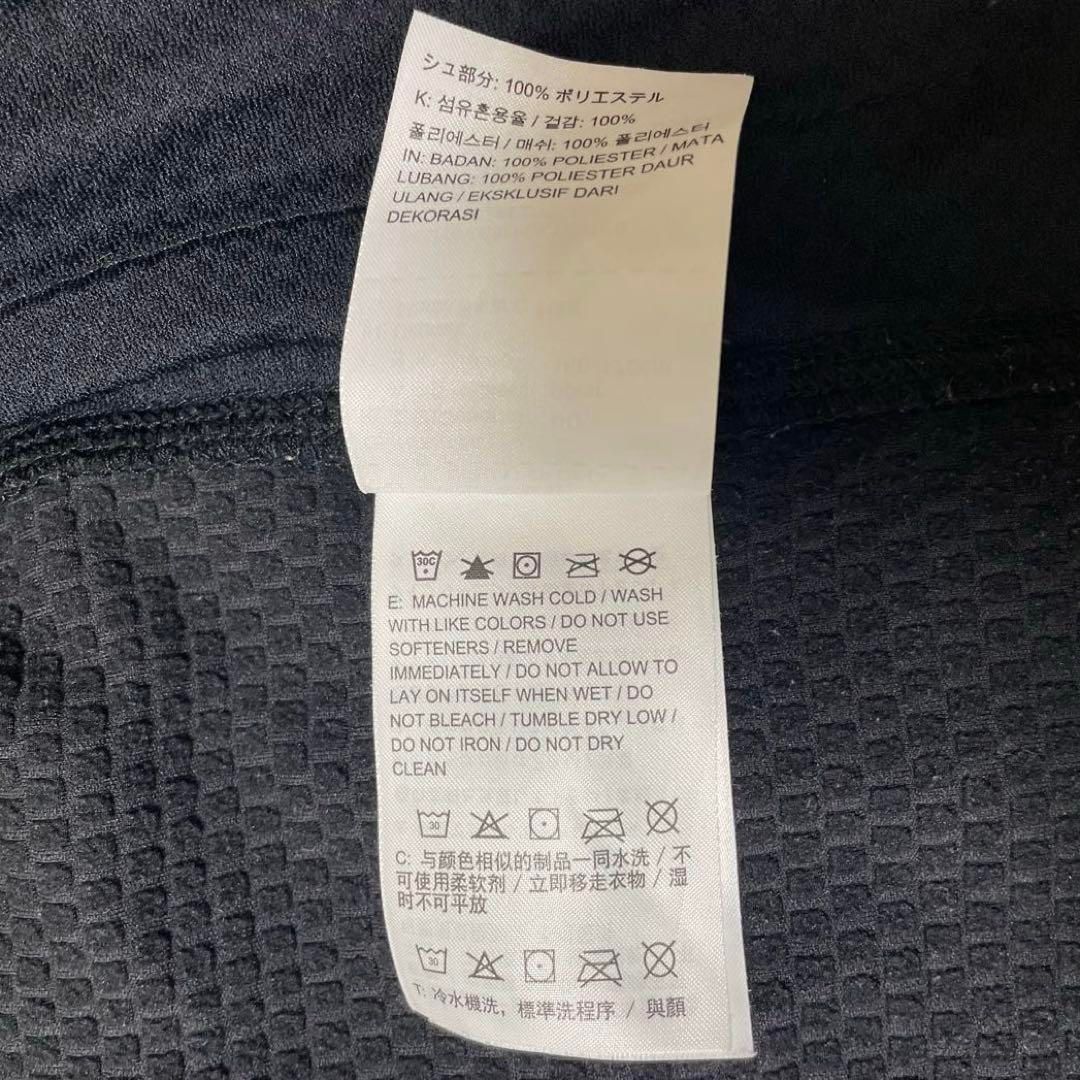 シュ部分: 100% ポリエステル
K: 섬유혼용율 / 겉감: 100%
폴리에스터 / 매쉬: 100% 폴리에스터
IN: BADAN: 100% POLIESTER / MATA
LUBANG: 100% POLIESTER DAUR
ULANG / EKSKLUSIF DARI
DEKORASI
30C
E: MACHINE WASH COLD / WASH
WITH LIKE COLORS / DO NOT USE
SOFTENERS / REMOVE
IMMEDIATELY / DO NOT ALLOW TO
LAY ON ITSELF WHEN WET / DO
NOT BLEACH / TUMBLE DRY LOW /
DO NOT IRON / DO NOT DRY
CLEAN
30
C: 与颜色相似的制品一同水洗 / 不
可使用柔软剂 / 立即移走衣物 / 湿
时不可平放
30
T: 冷水機洗，標準洗程序 / 與顏